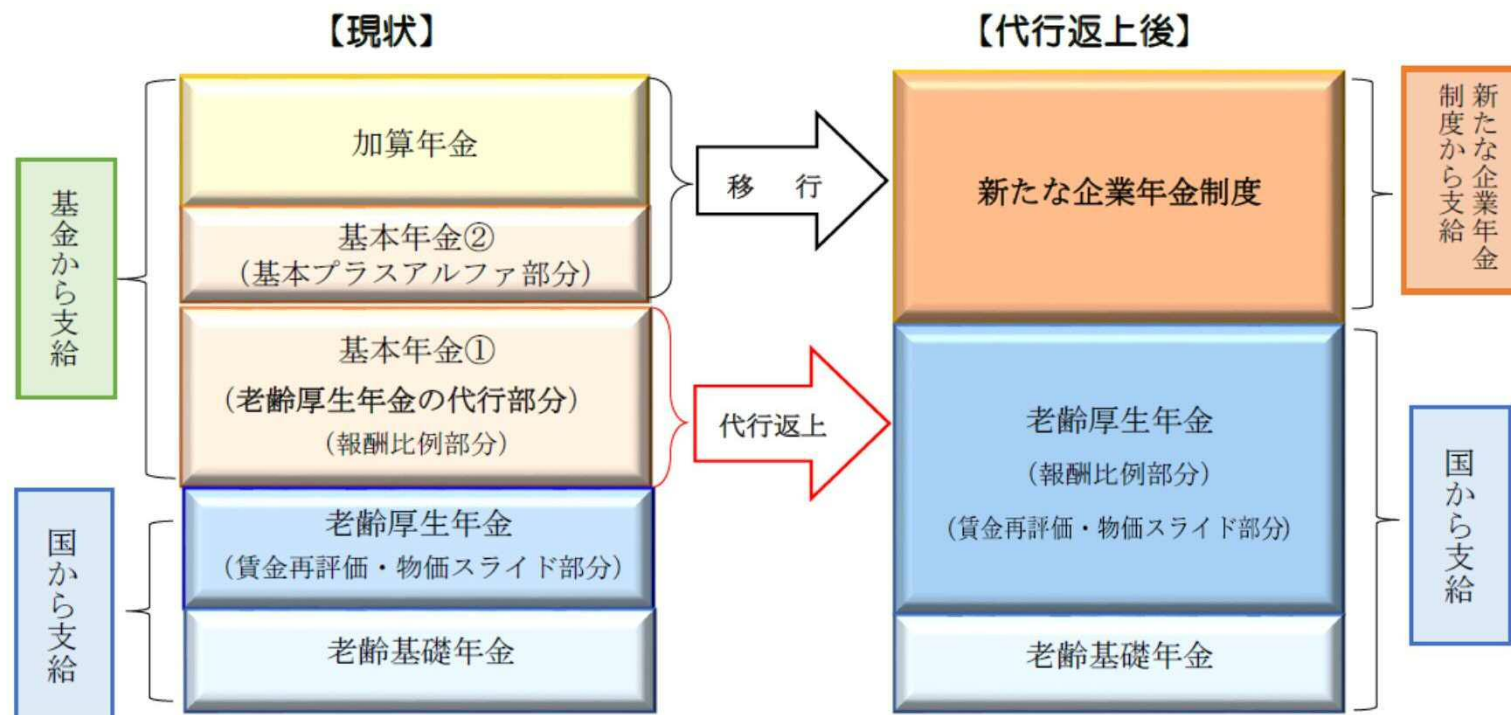 【現状】
【代行返上後】
基金から支給
国から支給
加算年金
基本年金②
（基本プラスアルファ部分）
基本年金①
（老齢厚生年金の代行部分）
（報酬比例部分）
老齢厚生年金
（賃金再評価・物価スライド部分）
老齢基礎年金
移 行
代行返上
新たな企業年金制度
老齢厚生年金
（報酬比例部分）
（賃金再評価・物価スライド部分）
老齢基礎年金
新たな企業年金
制度から支給
国から支給